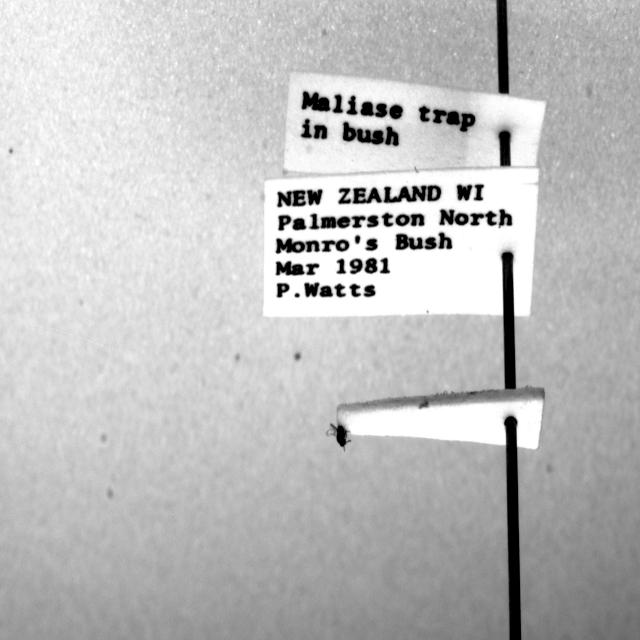 Maliase trap
in bush
NEW ZEALAND WI
Palmerston North
Monro's Bush
Mar 1981
P.Watts